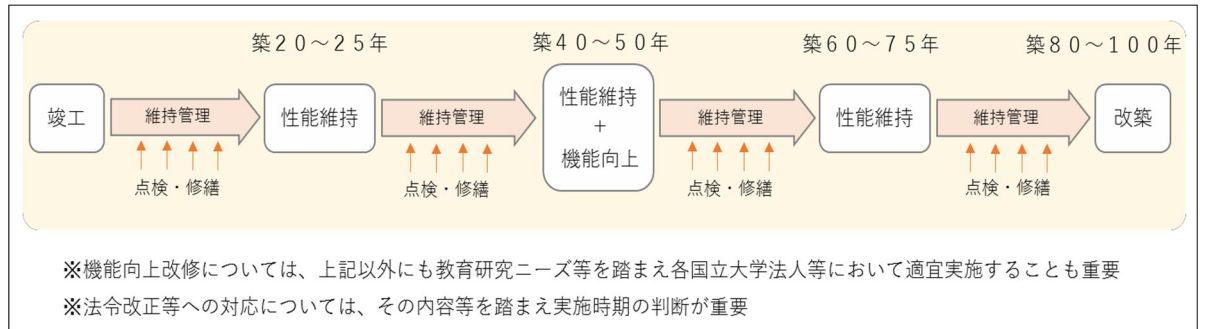 築２０～２５年
築４０～５０年
築６０～７５年
築８０～１００年
竣工
維持管理
性能維持
維持管理
性能維持
+
機能向上
維持管理
性能維持
維持管理
改築
点検・修繕
点検・修繕
点検・修繕
点検・修繕
※機能向上改修については、上記以外にも教育研究ニーズ等を踏まえ各国立大学法人等において適宜実施することも重要
※法令改正等への対応については、その内容等を踏まえ実施時期の判断が重要